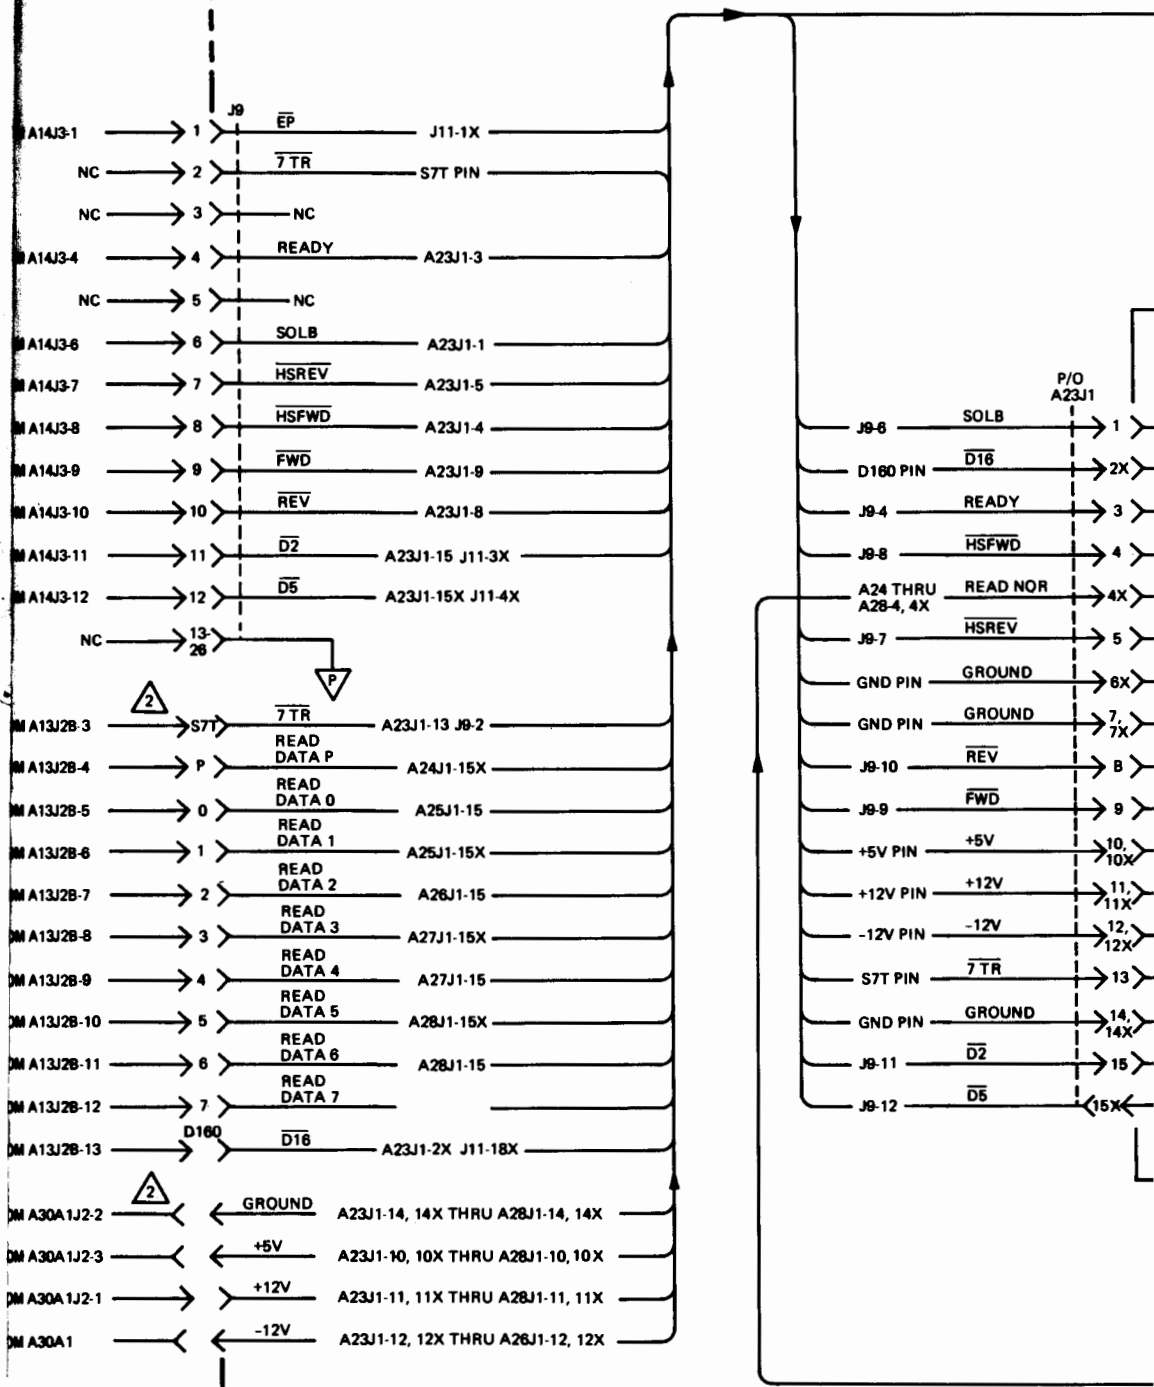 J9
A14J3-1 1 EP J11-1X
NC 2 7 TR S7T PIN
NC 3 NC
A14J3-4 4 READY A23J1-3
NC 5 NC
A14J3-6 6 SOLB A23J1-1
A14J3-7 7 HSREV A23J1-5
A14J3-8 8 HSFWD A23J1-4
A14J3-9 9 FWD A23J1-9
A14J3-10 10 REV A23J1-8
A14J3-11 11 D2 A23J1-15 J11-3X
A14J3-12 12 D5 A23J1-15X J11-4X
NC 13-
26
P
2
M A13J2B-3 S7T 7 TR A23J1-13 J9-2
READ
M A13J2B-4 P DATA P A24J1-15X
READ
M A13J2B-5 0 DATA 0 A25J1-15
READ
M A13J2B-6 1 DATA 1 A25J1-15X
READ
M A13J2B-7 2 DATA 2 A26J1-15
READ
M A13J2B-8 3 DATA 3 A27J1-15X
READ
M A13J2B-9 4 DATA 4 A27J1-15
READ
OM A13J2B-10 5 DATA 5 A28J1-15X
READ
OM A13J2B-11 6 DATA 6 A28J1-15
READ
OM A13J2B-12 7 DATA 7
D160
OM A13J2B-13 D16 A23J1-2X J11-18X
2
OM A30A1J2-2 GROUND A23J1-14, 14X THRU A28J1-14, 14X
OM A30A1J2-3 +5V A23J1-10, 10X THRU A28J1-10, 10X
OM A30A1J2-1 +12V A23J1-11, 11X THRU A28J1-11, 11X
OM A30A1 -12V A23J1-12, 12X THRU A26J1-12, 12X
P/O
A23J1
J9-6 SOLB 1
D160 PIN D16 2X
J9-4 READY 3
J9-8 HSFWD 4
A24 THRU READ NOR 4X
A28-4, 4X
J9-7 HSREV 5
GND PIN GROUND 6X
GND PIN GROUND 7,
7X
J9-10 REV B
J9-9 FWD 9
+5V PIN +5V 10,
10X
+12V PIN +12V 11,
11X
-12V PIN -12V 12,
12X
S7T PIN 7 TR 13
GND PIN GROUND 14,
14X
J9-11 D2 15
J9-12 D5 15X